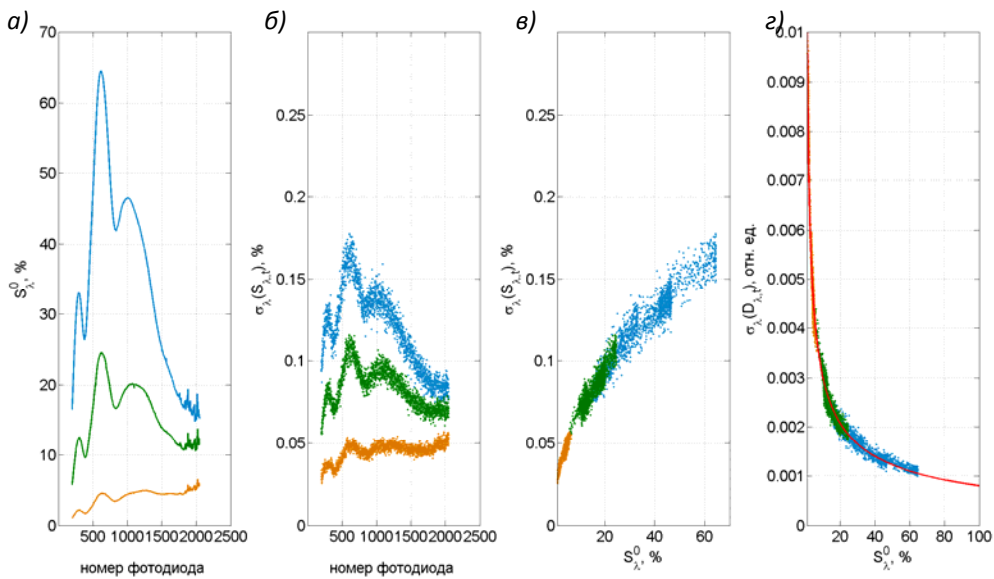 а)
S⁰λ, %
70
60
50
40
30
20
10
0
500 1000 1500 2000 2500
номер фотодиода
б)
σλ(Sλ,t), %
0.25
0.2
0.15
0.1
0.05
0
500 1000 1500 2000 2500
номер фотодиода
в)
σλ(Sλ,t), %
0.25
0.2
0.15
0.1
0.05
0
20 40 60
S⁰λ, %
г)
σλ(Dλ,t), отн. ед.
0.01
0.009
0.008
0.007
0.006
0.005
0.004
0.003
0.002
0.001
0
0 20 40 60 80 100
S⁰λ, %